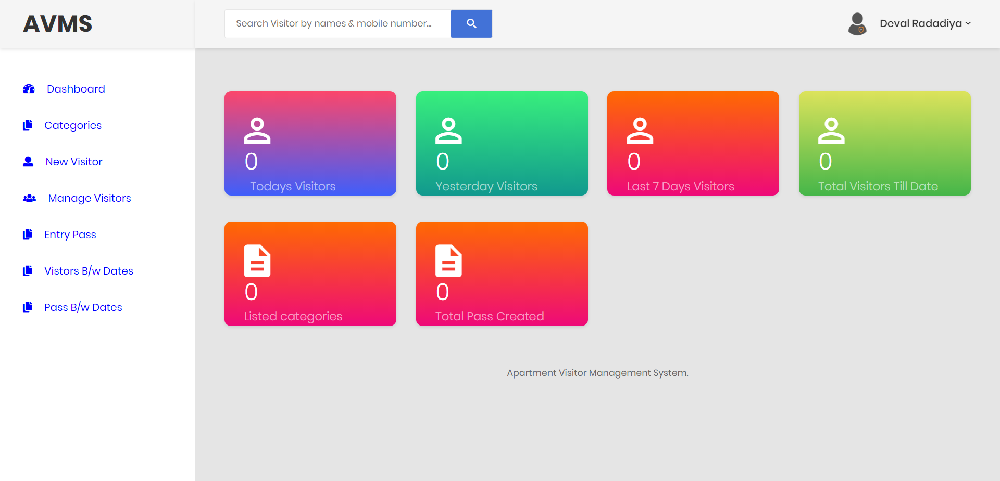 AVMS
Search Visitor by names & mobile number...
Deval Radadiya
Dashboard
Categories
New Visitor
Manage Visitors
Entry Pass
Vistors B/w Dates
Pass B/w Dates
0
Todays Visitors
0
Yesterday Visitors
0
Last 7 Days Visitors
0
Total Visitors Till Date
0
Listed categories
0
Total Pass Created
Apartment Visitor Management System.